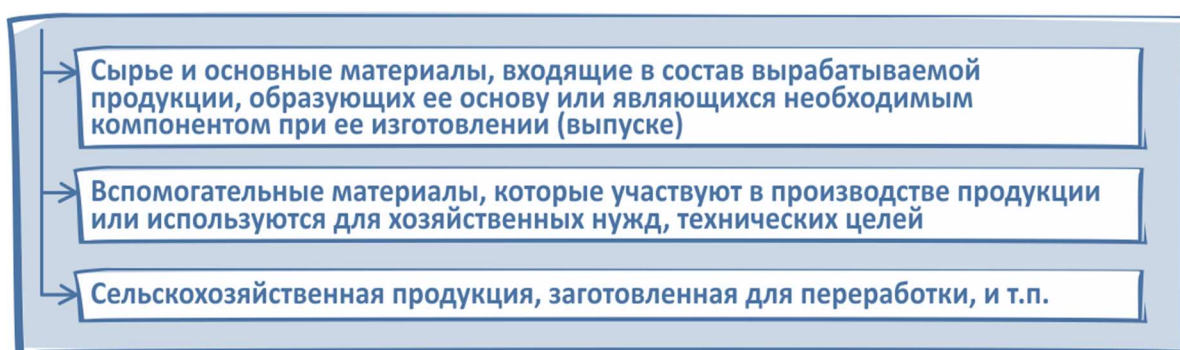 Сырье и основные материалы, входящие в состав вырабатываемой
продукции, образующих ее основу или являющихся необходимым
компонентом при ее изготовлении (выпуске)
Вспомогательные материалы, которые участвуют в производстве продукции
или используются для хозяйственных нужд, технических целей
Сельскохозяйственная продукция, заготовленная для переработки, и т.п.